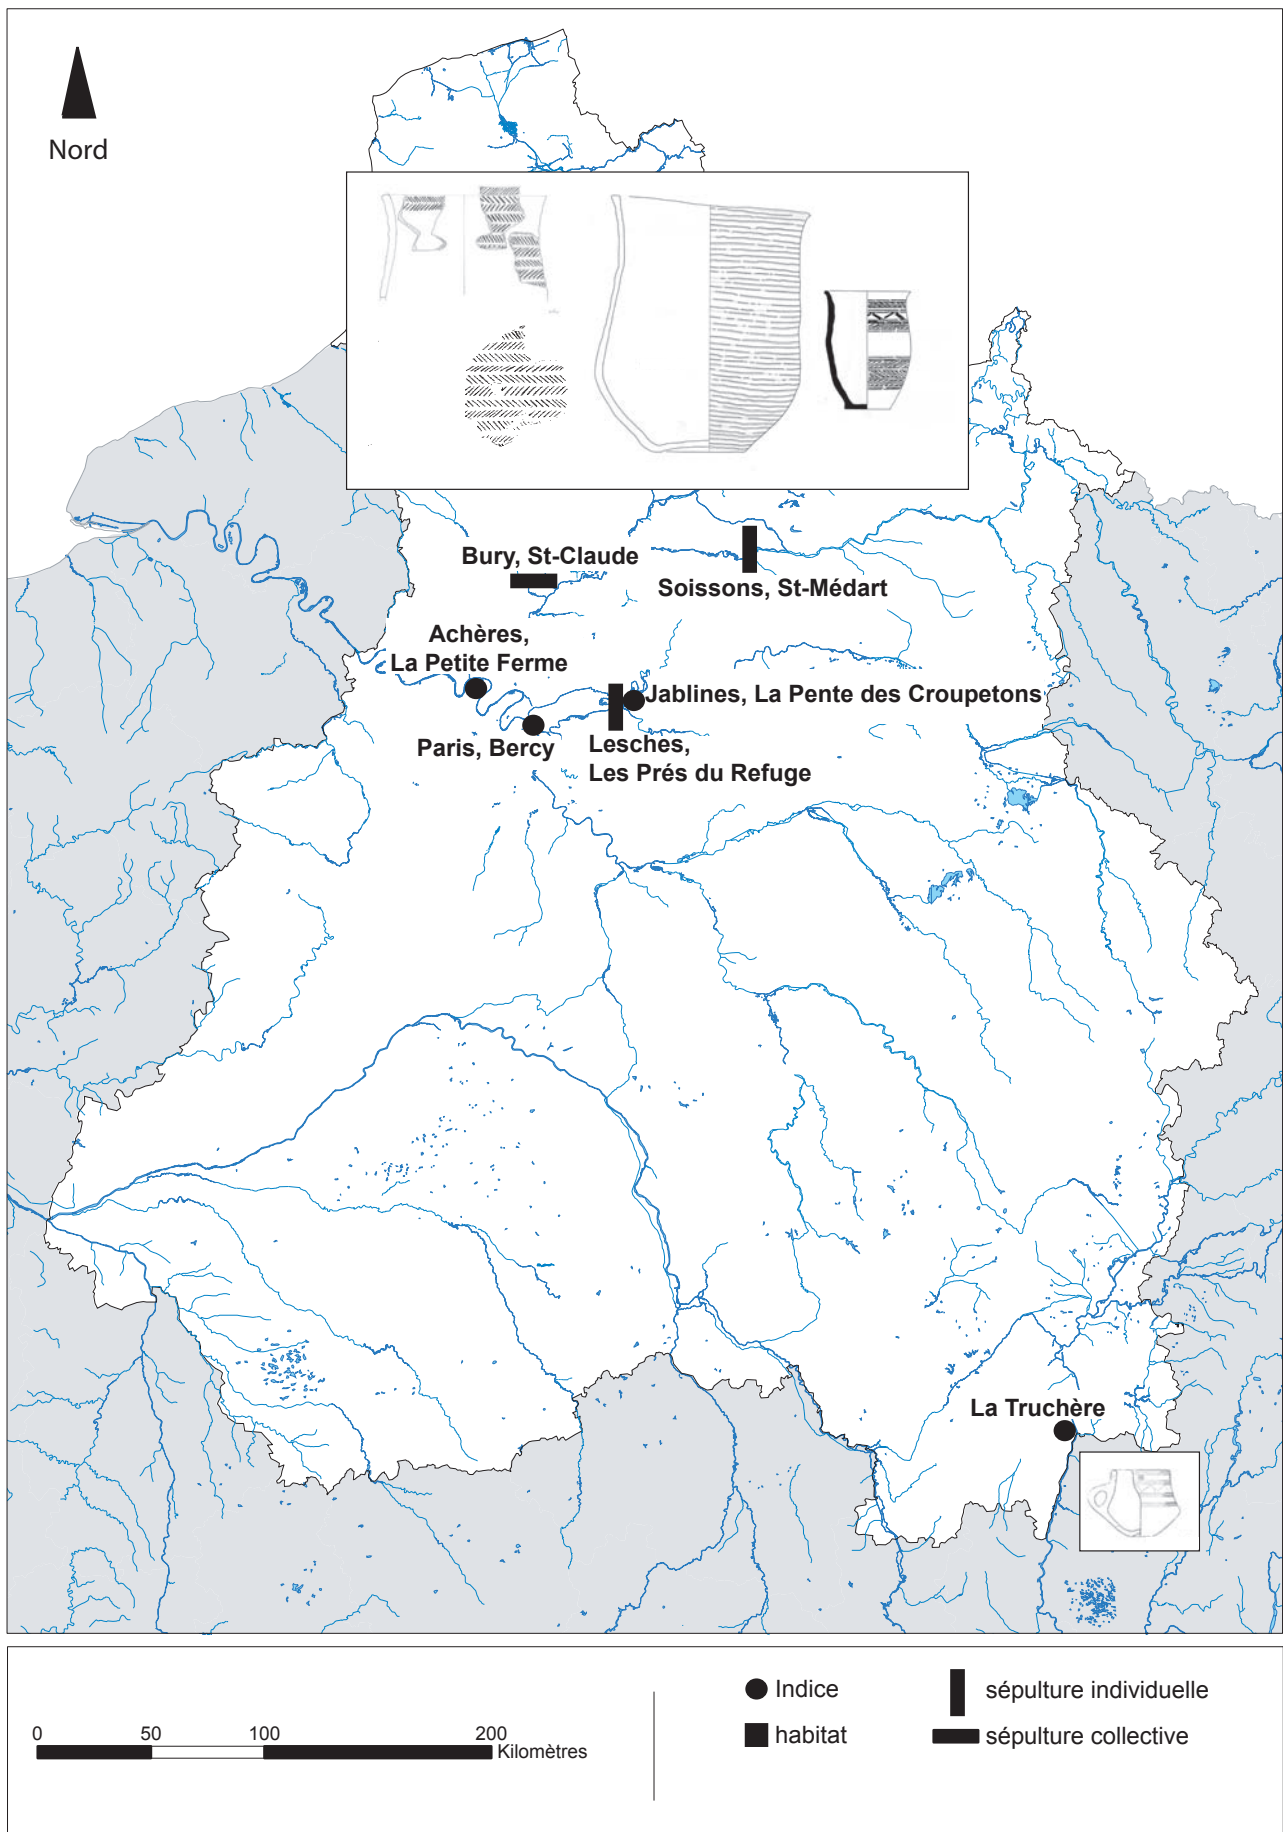 Nord
Bury, St-Claude
Soissons, St-Médart
Achères,
La Petite Ferme
Jablines, La Pente des Croupetons
Paris, Bercy
Lesches,
Les Prés du Refuge
La Truchère
0 50 100 200
Kilomètres
Indice
habitat
sépulture individuelle
sépulture collective